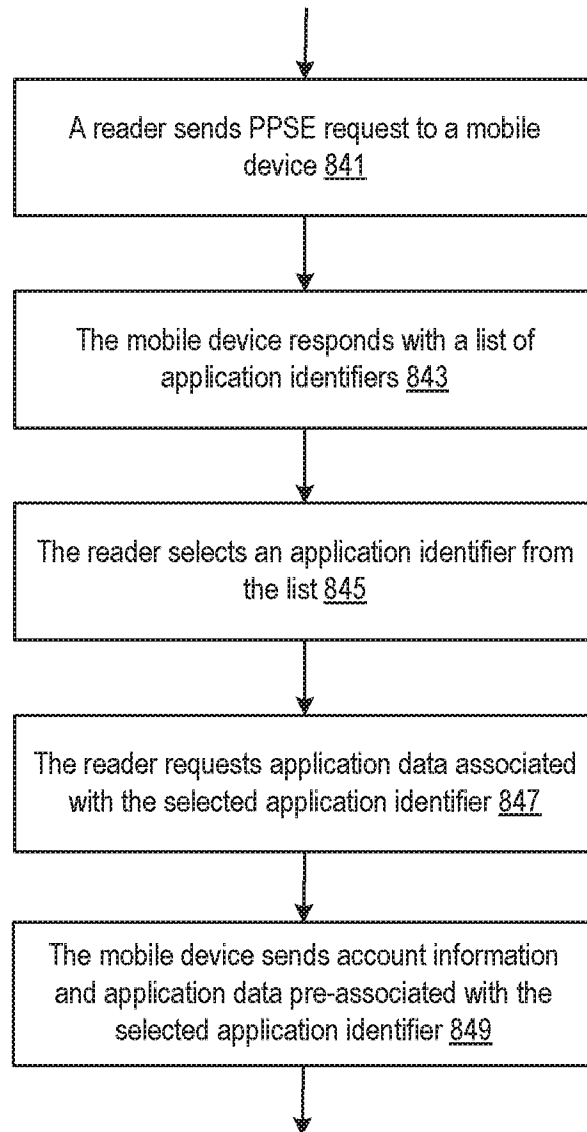 A reader sends PPSE request to a mobile
device 841
The mobile device responds with a list of
application identifiers 843
The reader selects an application identifier from
the list 845
The reader requests application data associated
with the selected application identifier 847
The mobile device sends account information
and application data pre-associated with the
selected application identifier 849